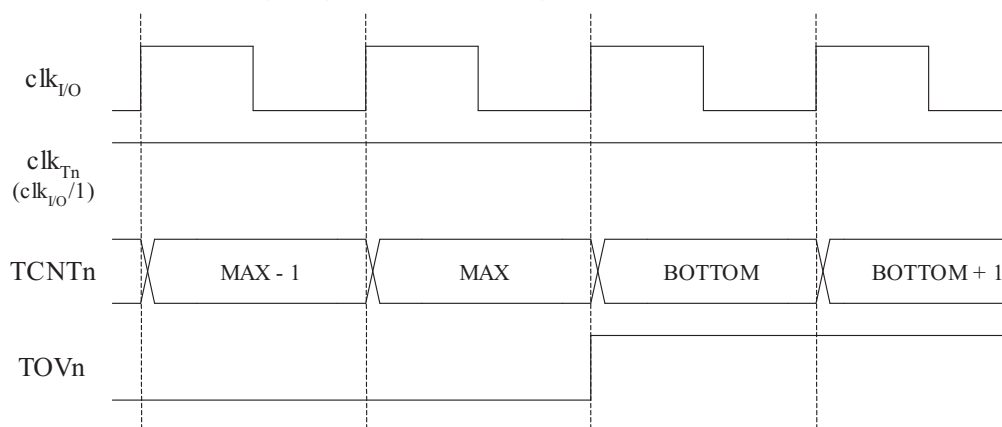 clk_I/O
clk_Tn
(clk_I/O/1)
TCNTn MAX - 1 MAX BOTTOM BOTTOM + 1
TOVn